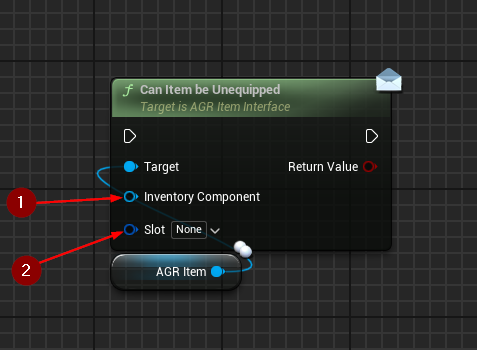 f Can Item be Unequipped
Target is AGR Item Interface
Target
Return Value
1
Inventory Component
2
Slot None
AGR Item